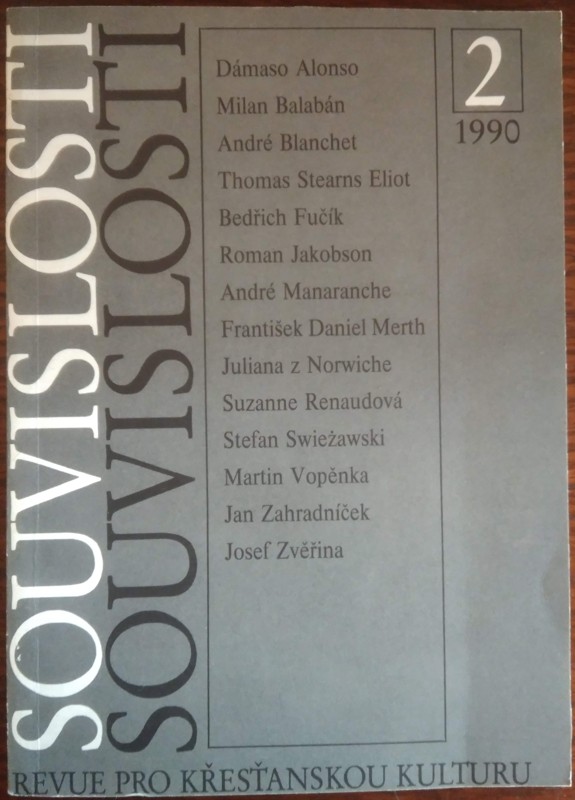 SOUVISLOSTI
SOUVISLOSTI
Dámaso Alonso
Milan Balabán
André Blanchet
Thomas Stearns Eliot
Bedřich Fučík
Roman Jakobson
André Manaranche
František Daniel Merth
Juliana z Norwiche
Suzanne Renaudová
Stefan Swieżawski
Martin Vopěnka
Jan Zahradníček
Josef Zvěřina
2
1990
REVUE PRO KŘESŤANSKOU KULTURU